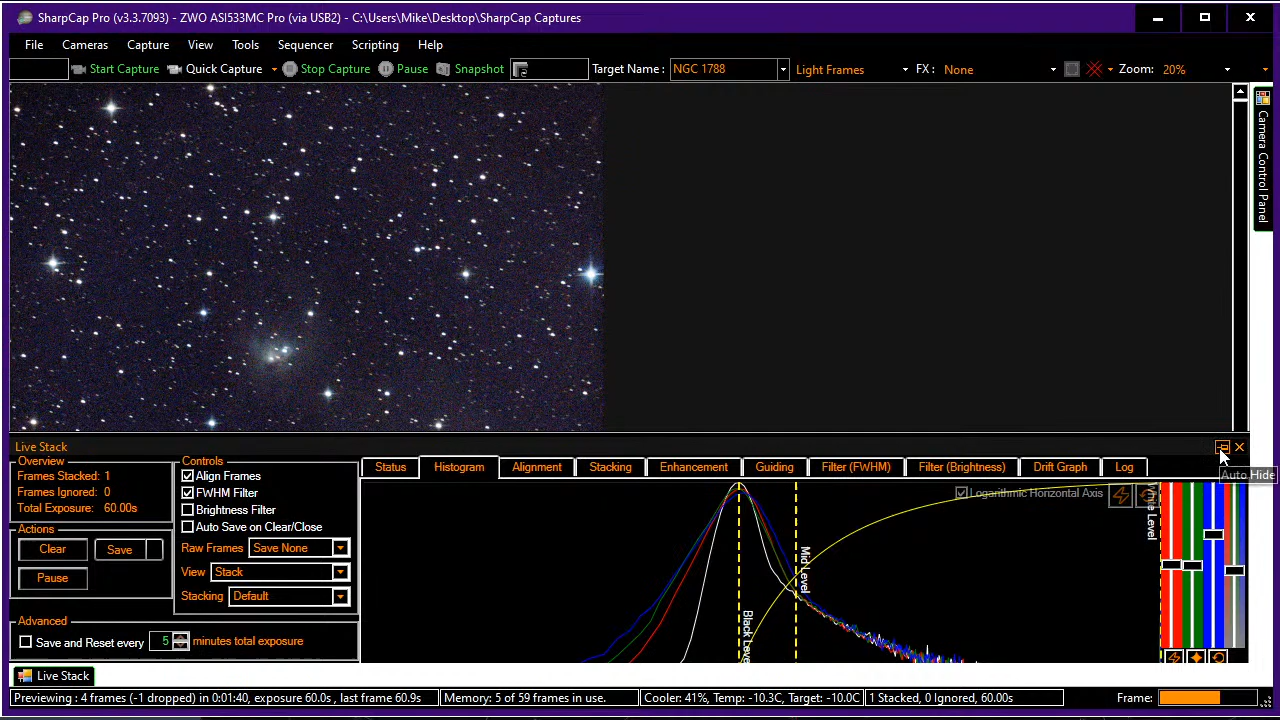 SharpCap Pro (v3.3.7093) - ZWO ASI533MC Pro (via USB2) - C:\Users\Mike\Desktop\SharpCap Captures
File Cameras Capture View Tools Sequencer Scripting Help
Start Capture Quick Capture Stop Capture Pause Snapshot Target Name : NGC 1788 Light Frames FX : None Zoom: 20%
Camera Control Panel
Live Stack
Auto Hide
Overview
Frames Stacked: 1
Frames Ignored: 0
Total Exposure: 60.00s
Actions
Clear Save
Pause
Controls
Align Frames
FWHM Filter
Brightness Filter
Auto Save on Clear/Close
Raw Frames Save None
View Stack
Stacking Default
Advanced
Save and Reset every 5 minutes total exposure
Status Histogram Alignment Stacking Enhancement Guiding Filter (FWHM) Filter (Brightness) Drift Graph Log
Logarithmic Horizontal Axis
Black Leve
Mid Level
Level
Live Stack
Previewing : 4 frames (-1 dropped) in 0:01:40, exposure 60.0s, last frame 60.9s Memory: 5 of 59 frames in use. Cooler: 41%, Temp: -10.3C, Target: -10.0C 1 Stacked, 0 Ignored, 60.00s Frame: